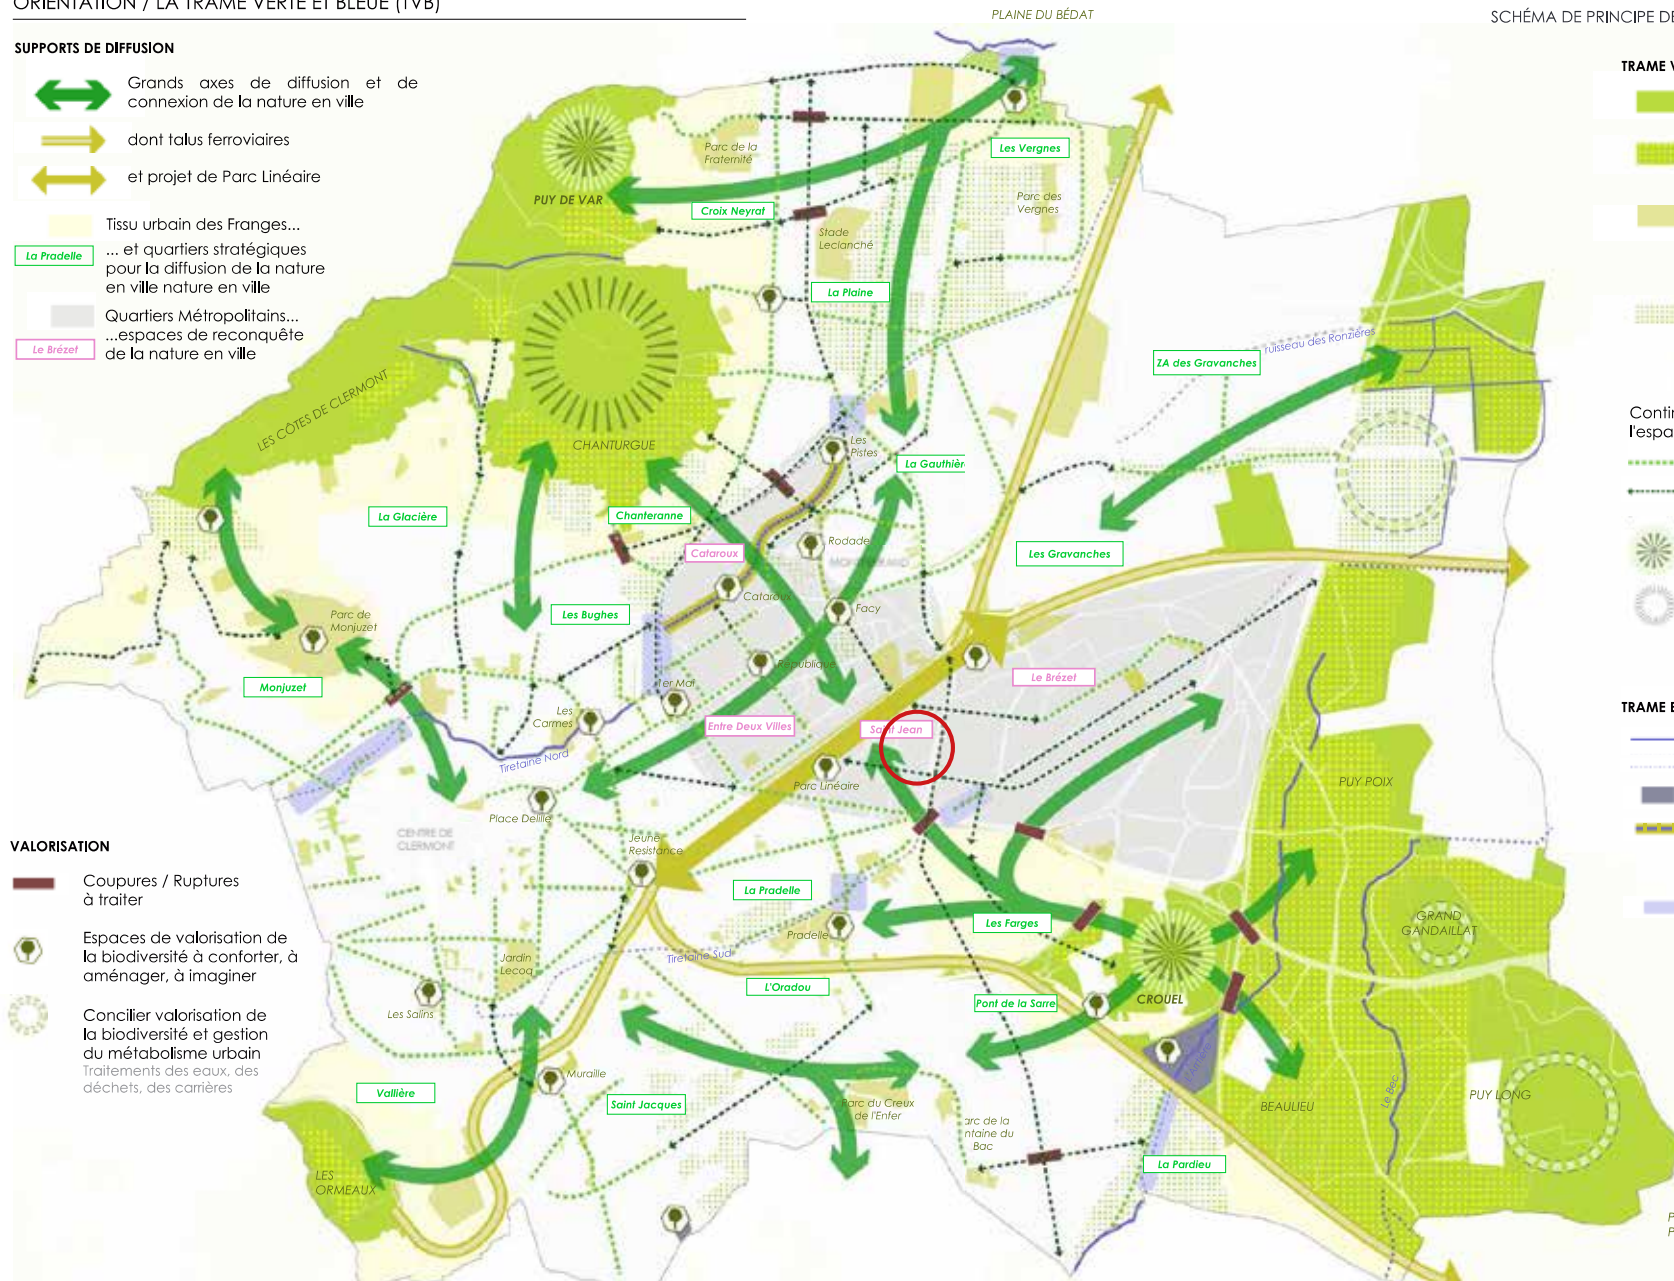 ORIENTATION / LA TRAME VERTE ET BLEUE (TVB)
PLAINE DU BÉDAT
SCHÉMA DE PRINCIPE DE
SUPPORTS DE DIFFUSION
Grands axes de diffusion et de
connexion de la nature en ville
dont talus ferroviaires
et projet de Parc Linéaire
Tissu urbain des Franges...
La Pradelle
... et quartiers stratégiques
pour la diffusion de la nature
en ville nature en ville
Quartiers Métropolitains...
Le Brézet
...espaces de reconquête
de la nature en ville
VALORISATION
Coupures / Ruptures
à traiter
Espaces de valorisation de
la biodiversité à conforter, à
aménager, à imaginer
Concilier valorisation de
la biodiversité et gestion
du métabolisme urbain
Traitements des eaux, des
déchets, des carrières
TRAME V
Contin
l'espa
TRAME B
PUY DE VAR
Parc de la
Fraternité
Les Vergnes
Croix Neyrat
Parc des
Vergnes
Stade
Leclanché
La Plaine
ruisseau des Ronzières
ZA des Gravanches
LES CÔTES DE CLERMONT
CHANTURGUE
Les
Pistes
La Gauthièr
La Glacière
Chanteranne
Cataroux
Rodade
Les Gravanches
Cataroux
Facy
Les Bughes
Parc de
Monjuzet
République
Le Brézet
Monjuzet
1er Mai
Les
Carmes
Entre Deux Villes
Saint Jean
Tiretaine Nord
Parc Linéaire
PUY POIX
Place Delille
CENTRE DE
CLERMONT
Jeune
Resistance
La Pradelle
Les Farges
Pradelle
GRAND
GANDAILLAT
Jardin
Lecoq
Tiretaine Sud
L'Oradou
Pont de la Sarre
CROUEL
Les Salins
Muraille
Vallière
Saint Jacques
Parc du Creux
de l'Enfer
arc de la
ntaine du
Bac
BEAULIEU
Le Bec
PUY LONG
La Pardieu
LES
ORMEAUX
P
P